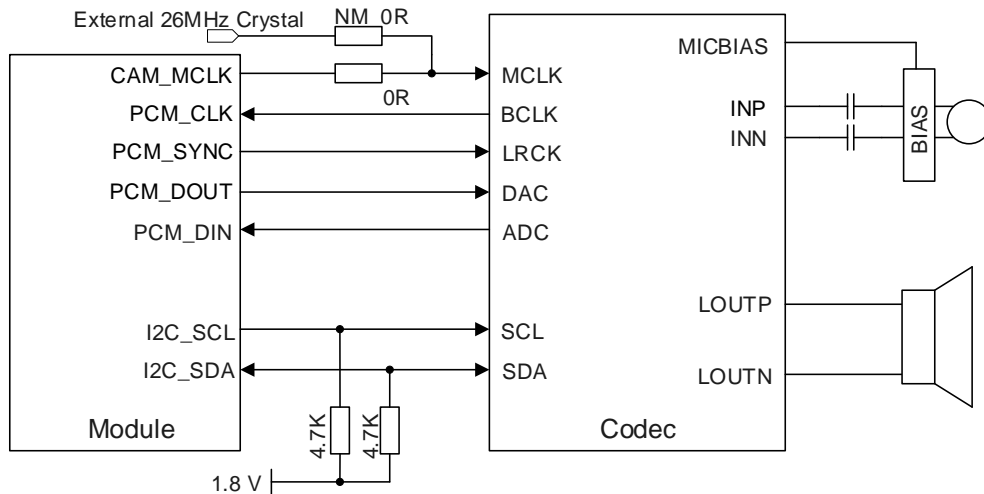 External 26MHz Crystal
NM_0R
CAM_MCLK
0R
PCM_CLK
PCM_SYNC
PCM_DOUT
PCM_DIN
I2C_SCL
I2C_SDA
Module
4.7K
4.7K
1.8 V
MCLK
BCLK
LRCK
DAC
ADC
SCL
SDA
Codec
MICBIAS
INP
INN
LOUTP
LOUTN
BIAS